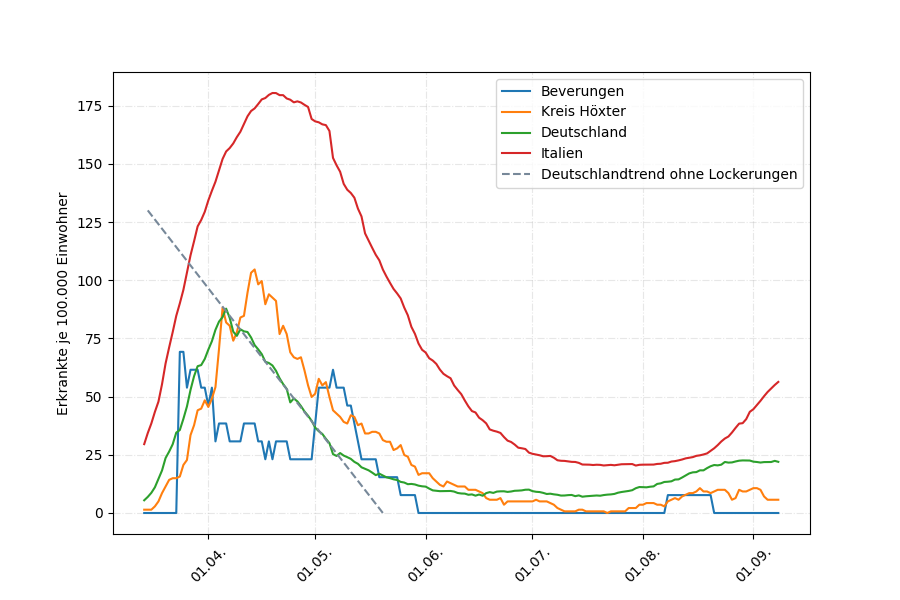 Erkrankte je 100.000 Einwohner
175
150
125
100
75
50
25
0
Beverungen
Kreis Höxter
Deutschland
Italien
Deutschlandtrend ohne Lockerungen
01.04.
01.05.
01.06.
01.07.
01.08.
01.09.